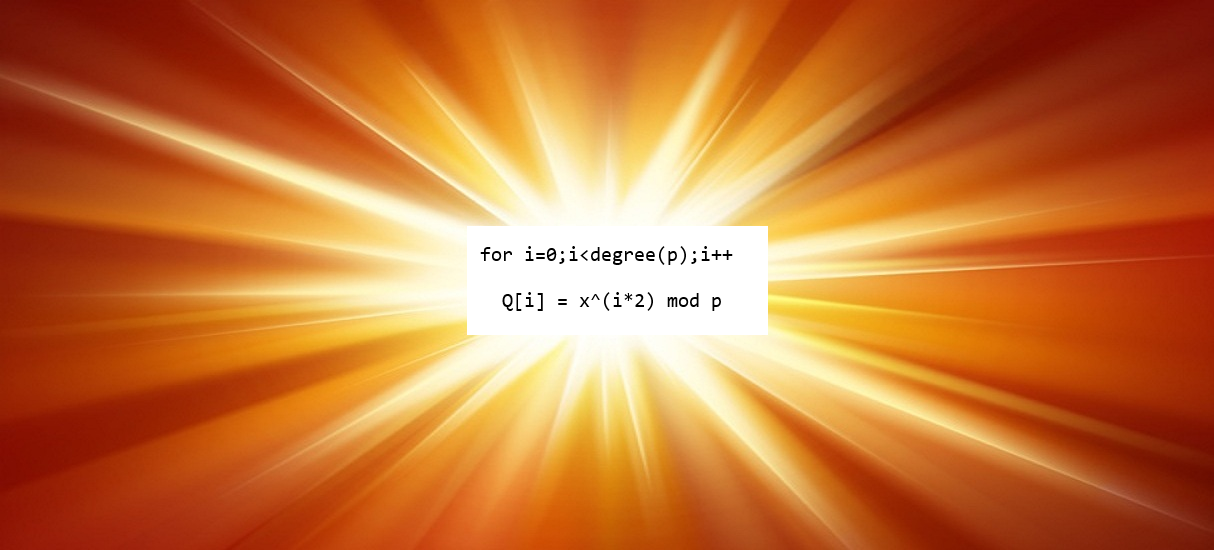 for i=0;i<degree(p);i++
Q[i] = x^(i*2) mod p